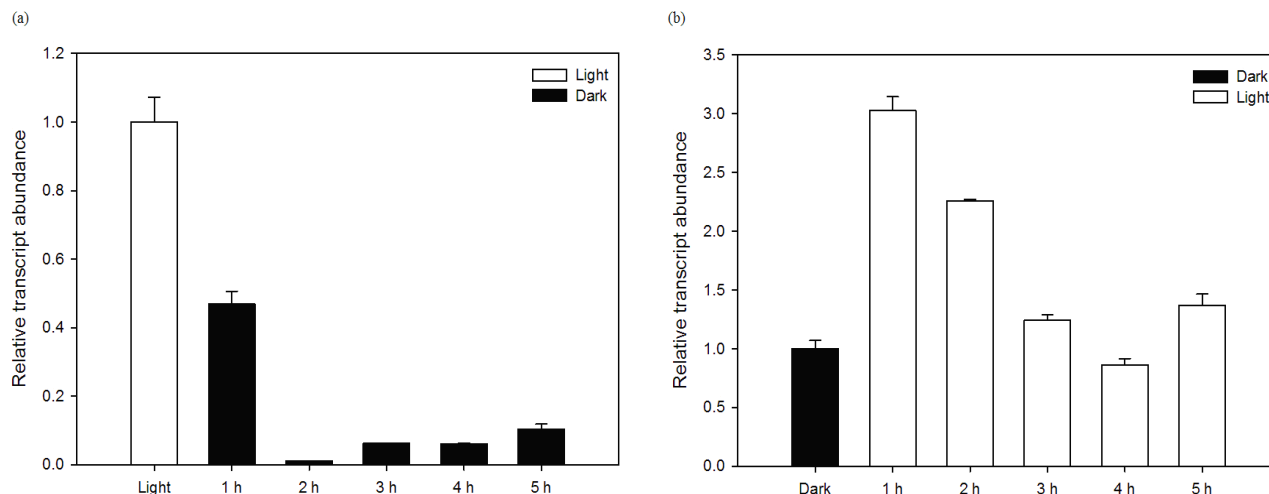 (a)
Relative transcript abundance
1.2
1.0
0.8
0.6
0.4
0.2
0.0
Light
Dark
Light 1 h 2 h 3 h 4 h 5 h
(b)
Relative transcript abundance
3.5
3.0
2.5
2.0
1.5
1.0
0.5
0.0
Dark
Light
Dark 1 h 2 h 3 h 4 h 5 h